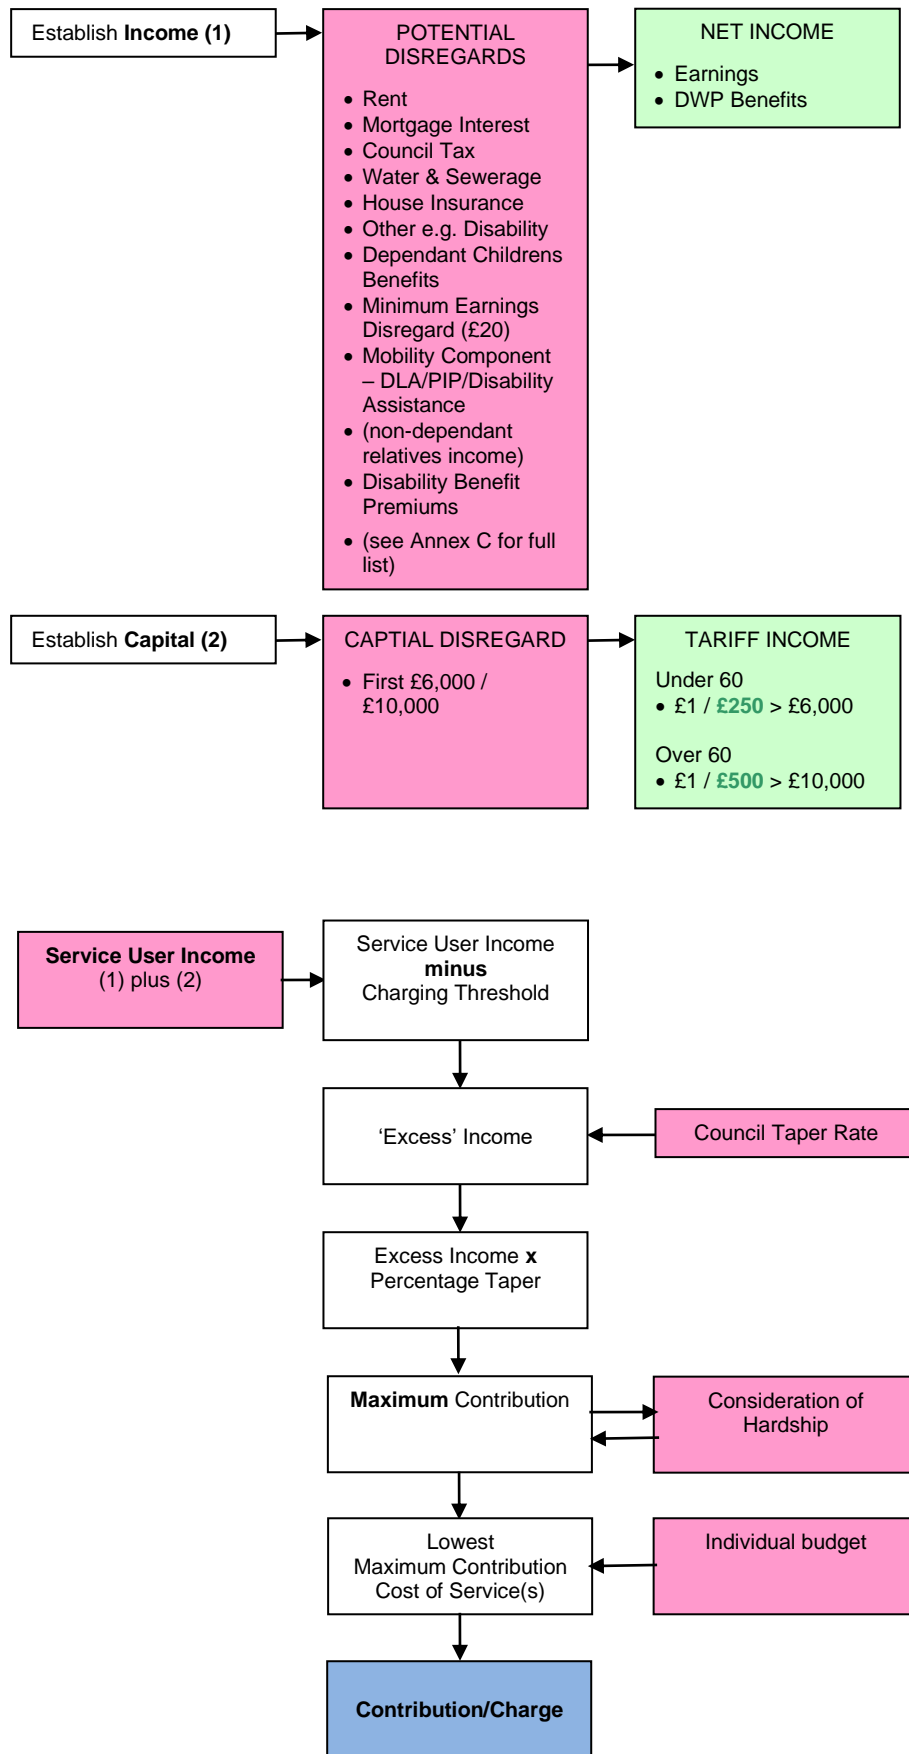 Establish Income (1)
POTENTIAL
DISREGARDS
• Rent
• Mortgage Interest
• Council Tax
• Water & Sewerage
• House Insurance
• Other e.g. Disability
• Dependant Childrens
Benefits
• Minimum Earnings
Disregard (£20)
• Mobility Component
– DLA/PIP/Disability
Assistance
• (non-dependant
relatives income)
• Disability Benefit
Premiums
• (see Annex C for full
list)
NET INCOME
• Earnings
• DWP Benefits
Establish Capital (2)
CAPTIAL DISREGARD
• First £6,000 /
£10,000
TARIFF INCOME
Under 60
• £1 / £250 > £6,000
Over 60
• £1 / £500 > £10,000
Service User Income
(1) plus (2)
Service User Income
minus
Charging Threshold
‘Excess’ Income
Council Taper Rate
Excess Income x
Percentage Taper
Maximum Contribution
Consideration of
Hardship
Lowest
Maximum Contribution
Cost of Service(s)
Individual budget
Contribution/Charge